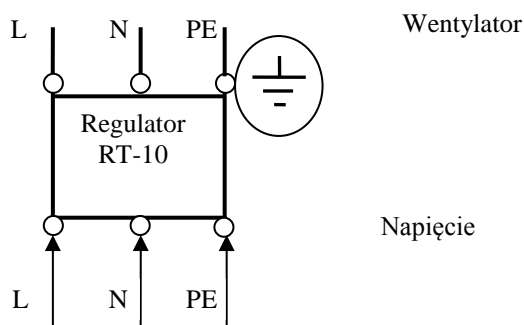 L N PE Wentylator
Regulator
RT-10
Napięcie
L N PE